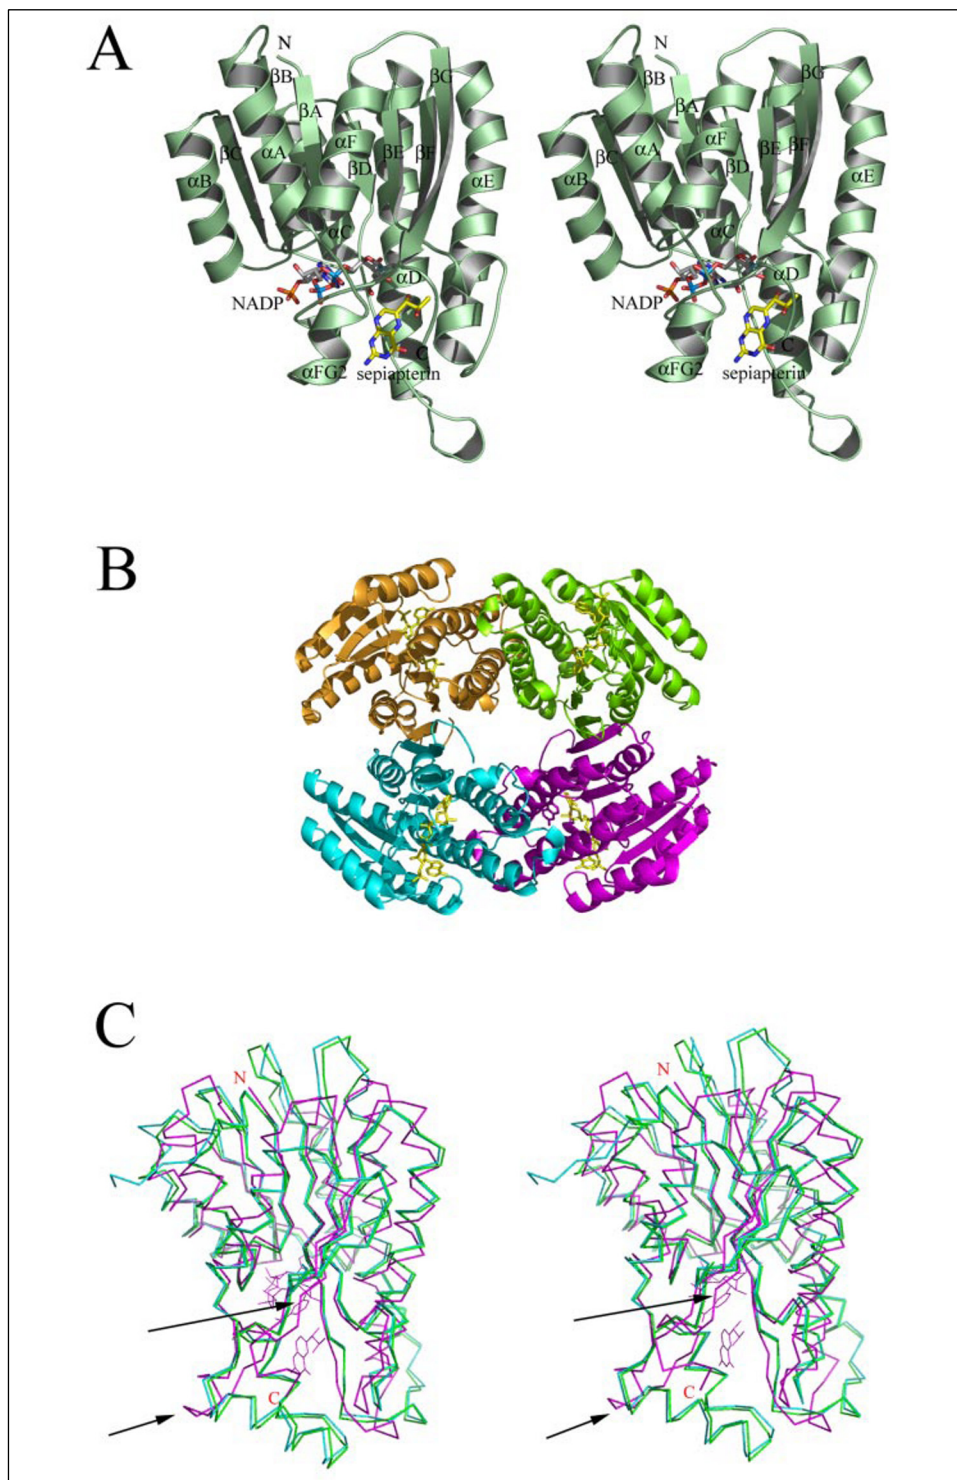 A
N
βB
βG
βA
αF
βC
αA
βE
βF
βD
αB
αE
αC
αD
NADP
C
αFG2
sepiapterin
N
βB
βG
βA
αF
βC
αA
βE
βF
βD
αB
αE
αC
αD
NADP
C
αFG2
sepiapterin
B
C
N
N
C
C